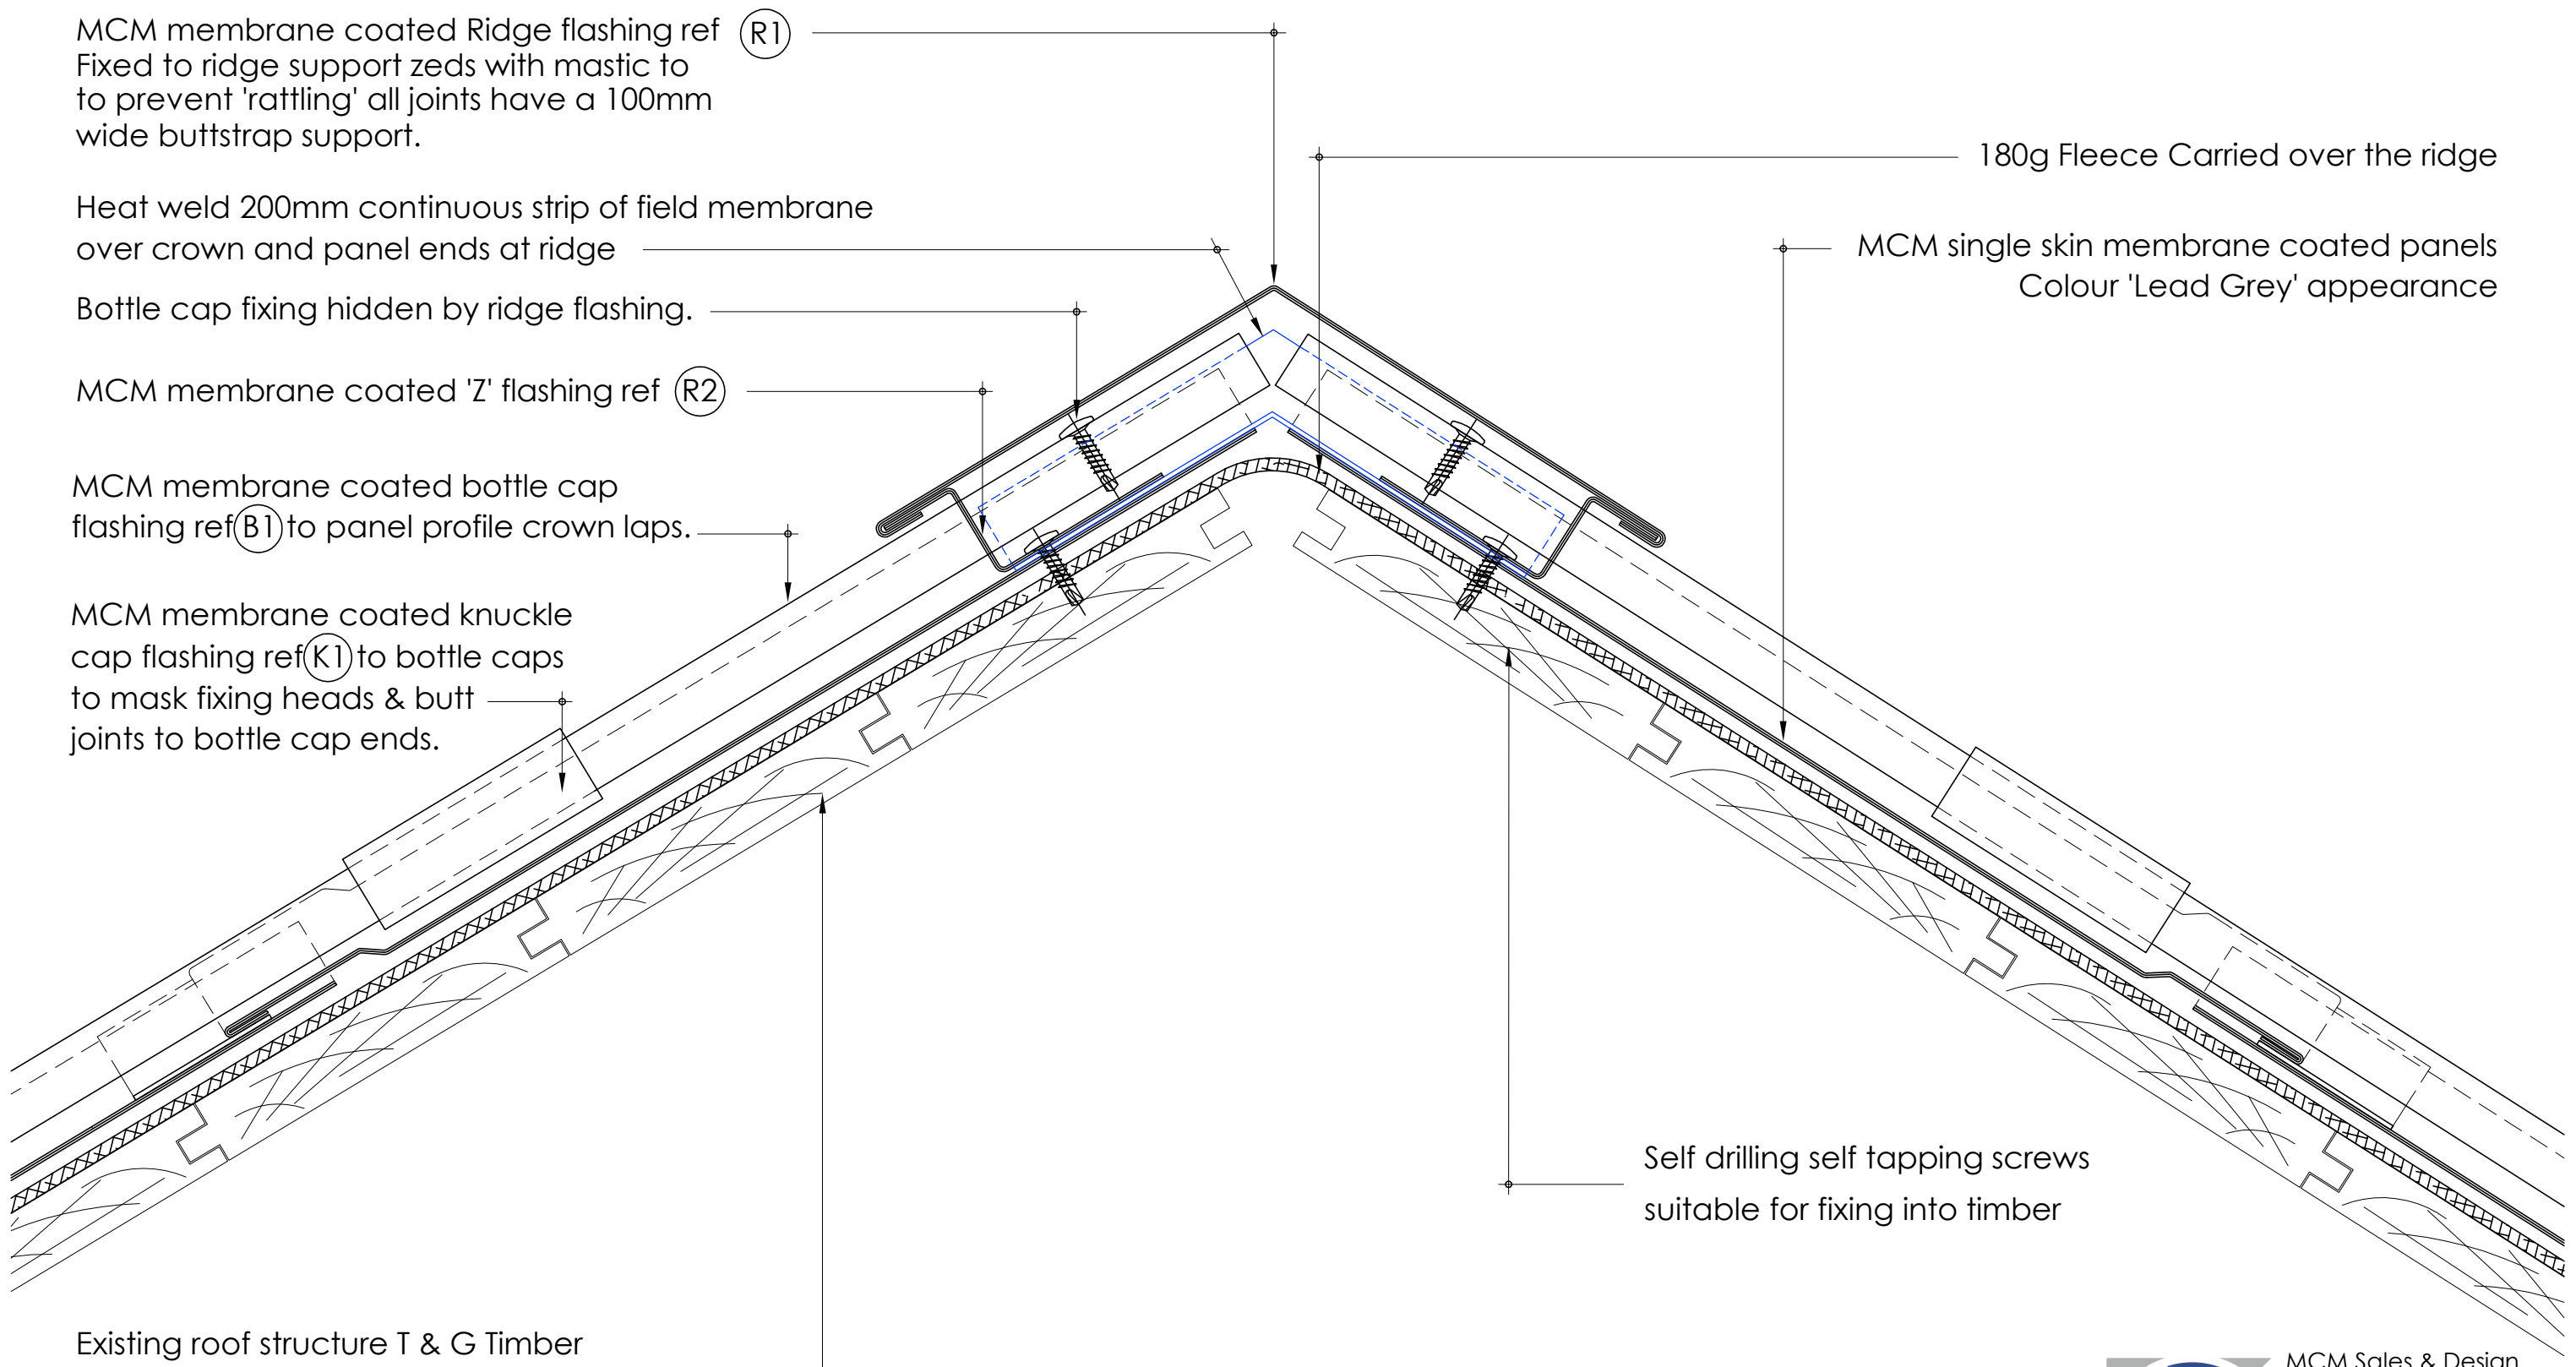 MCM membrane coated Ridge flashing ref R1
Fixed to ridge support zeds with mastic to
to prevent 'rattling' all joints have a 100mm
wide buttstrap support.
180g Fleece Carried over the ridge
Heat weld 200mm continuous strip of field membrane
over crown and panel ends at ridge
MCM single skin membrane coated panels
Colour 'Lead Grey' appearance
Bottle cap fixing hidden by ridge flashing.
MCM membrane coated 'Z' flashing ref R2
MCM membrane coated bottle cap
flashing ref B1 to panel profile crown laps.
MCM membrane coated knuckle
cap flashing ref K1 to bottle caps
to mask fixing heads & butt
joints to bottle cap ends.
Self drilling self tapping screws
suitable for fixing into timber
Existing roof structure T & G Timber
MCM Sales & Design